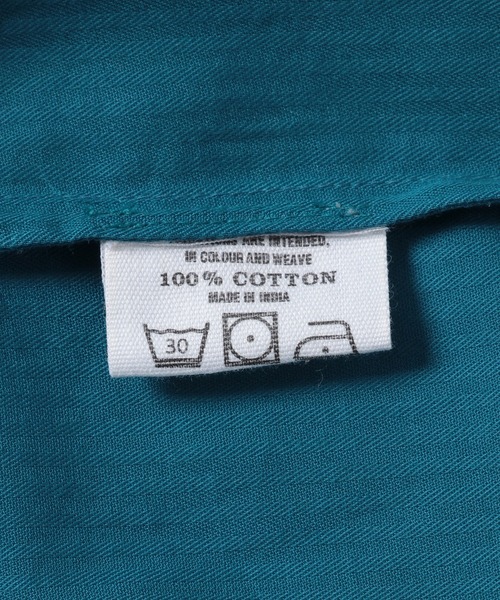 ARE INTENDED,
IN COLOUR AND WEAVE
100% COTTON
MADE IN INDIA
30